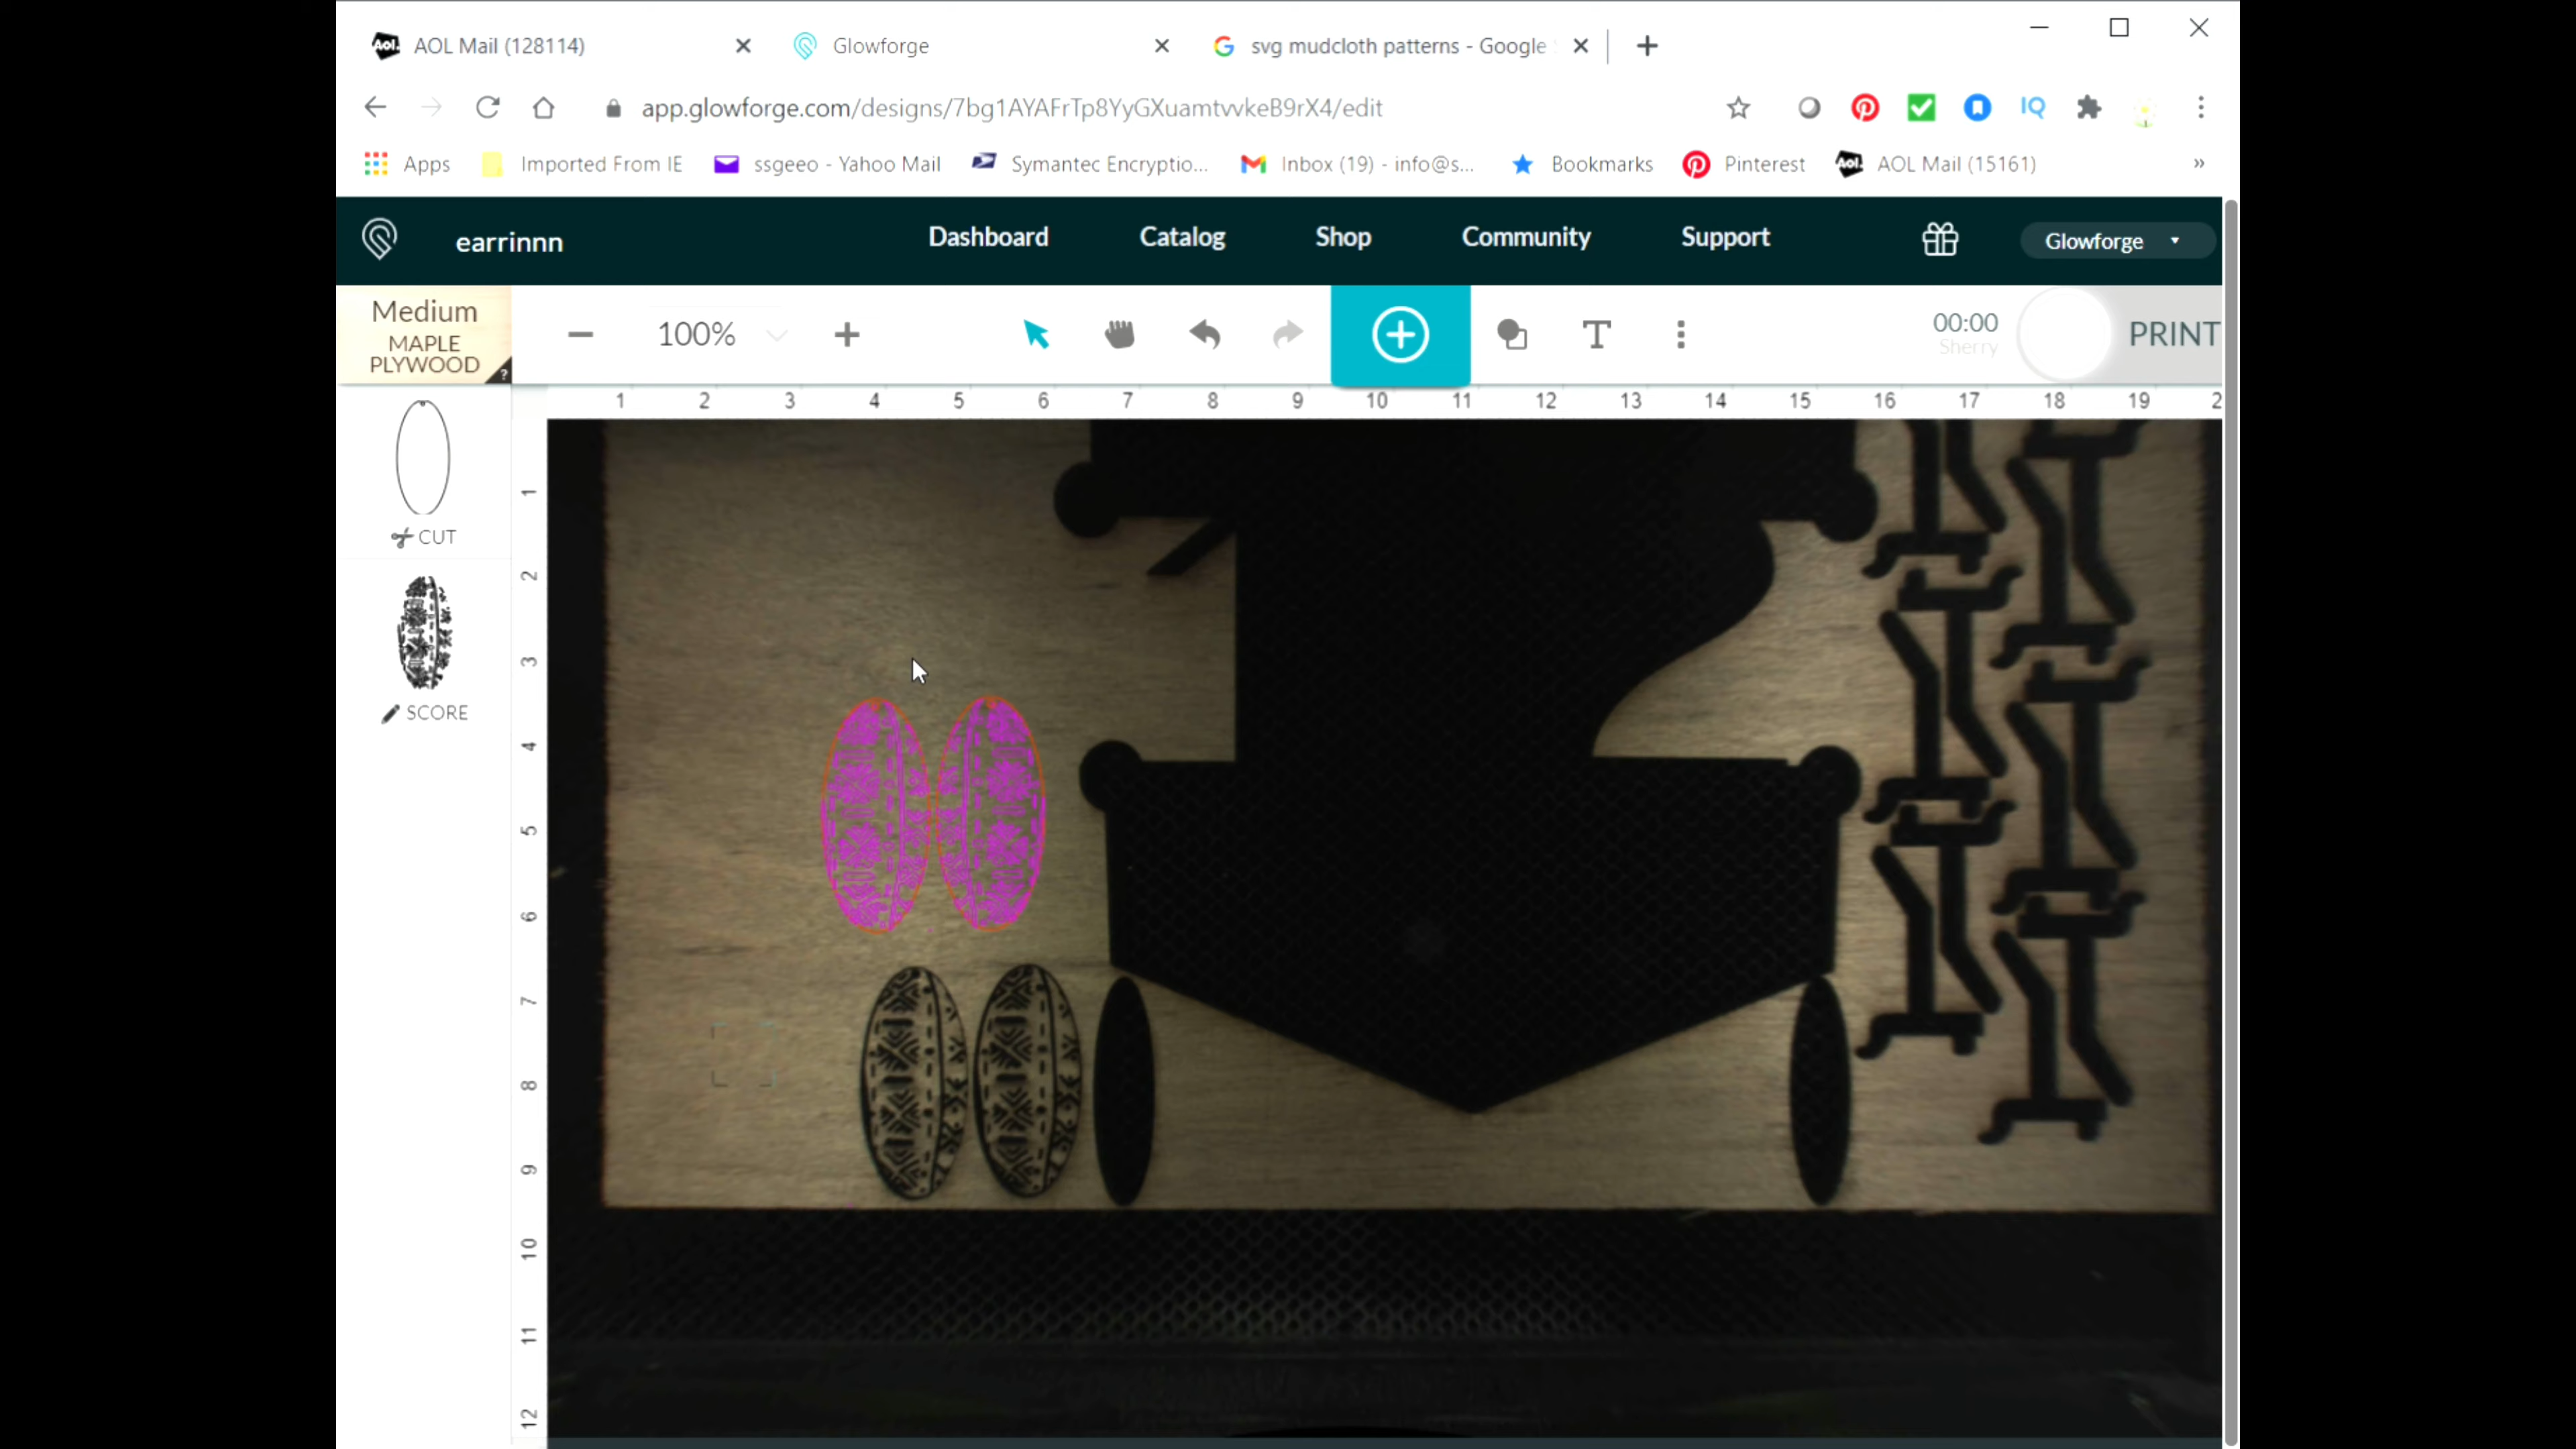 AOL Mail (128114)
Glowforge
svg mudcloth patterns - Google
app.glowforge.com/designs/7bg1AYAFrTp8YyGXuamtvvkeB9rX4/edit
IQ
Apps
Imported From IE
ssgeeo - Yahoo Mail
Symantec Encryptio...
Inbox (19) - info@s...
Bookmarks
Pinterest
Aol.
AOL Mail (15161)
»
earrinnn
Dashboard
Catalog
Shop
Community
Support
Glowforge
Medium
MAPLE
PLYWOOD
?
100%
T
00:00
Sherry
PRINT
1 2 3 4 5 6 7 8 9 10 11 12 13 14 15 16 17 18 19 2
CUT
SCORE
1
2
3
4
5
6
7
8
9
10
11
12